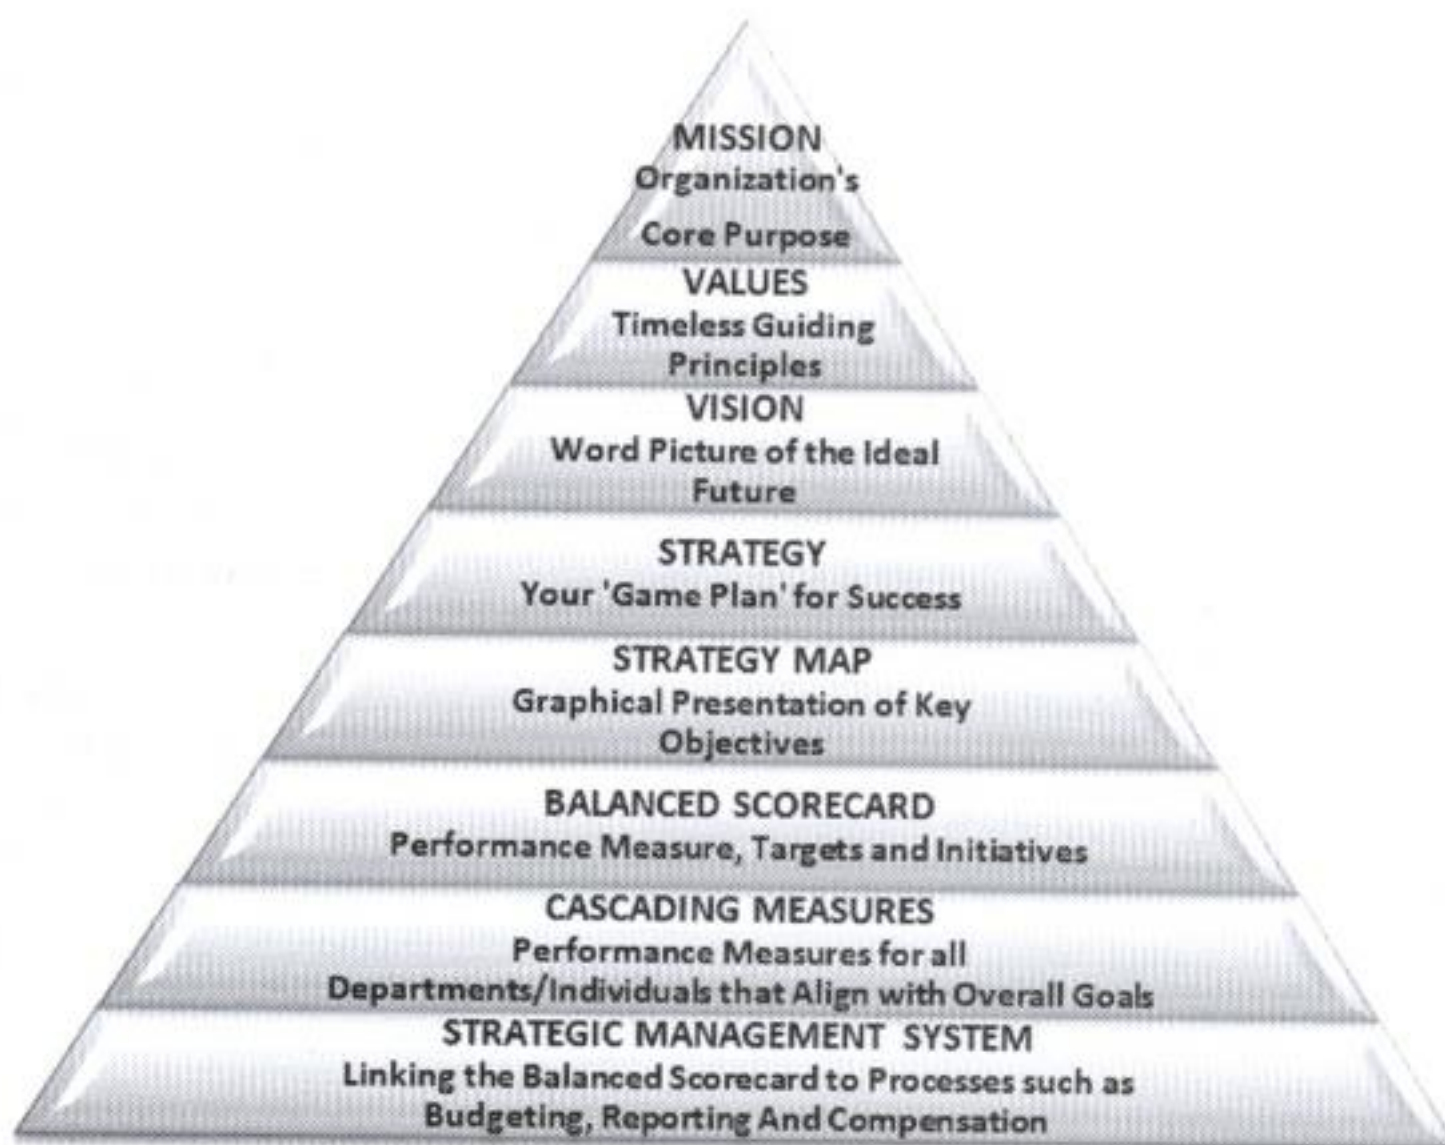 MISSION
Organization's
Core Purpose
VALUES
Timeless Guiding
Principles
VISION
Word Picture of the Ideal
Future
STRATEGY
Your 'Game Plan' for Success
STRATEGY MAP
Graphical Presentation of Key
Objectives
BALANCED SCORECARD
Performance Measure, Targets and Initiatives
CASCADING MEASURES
Performance Measures for all
Departments/Individuals that Align with Overall Goals
STRATEGIC MANAGEMENT SYSTEM
Linking the Balanced Scorecard to Processes such as
Budgeting, Reporting And Compensation